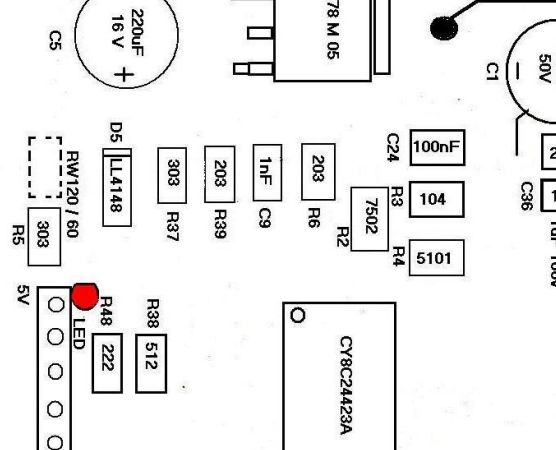 C5
220uF
16 V
+
78 M 05
C1
50V
D5
LL4148
RW120 / 60
303
R5
303
R37
203
R39
1nF
C9
203
R6
7502
R2
C24
100nF
R3
104
R4
5101
C36
5V
LED
R48
222
R38
512
CY8C24423A